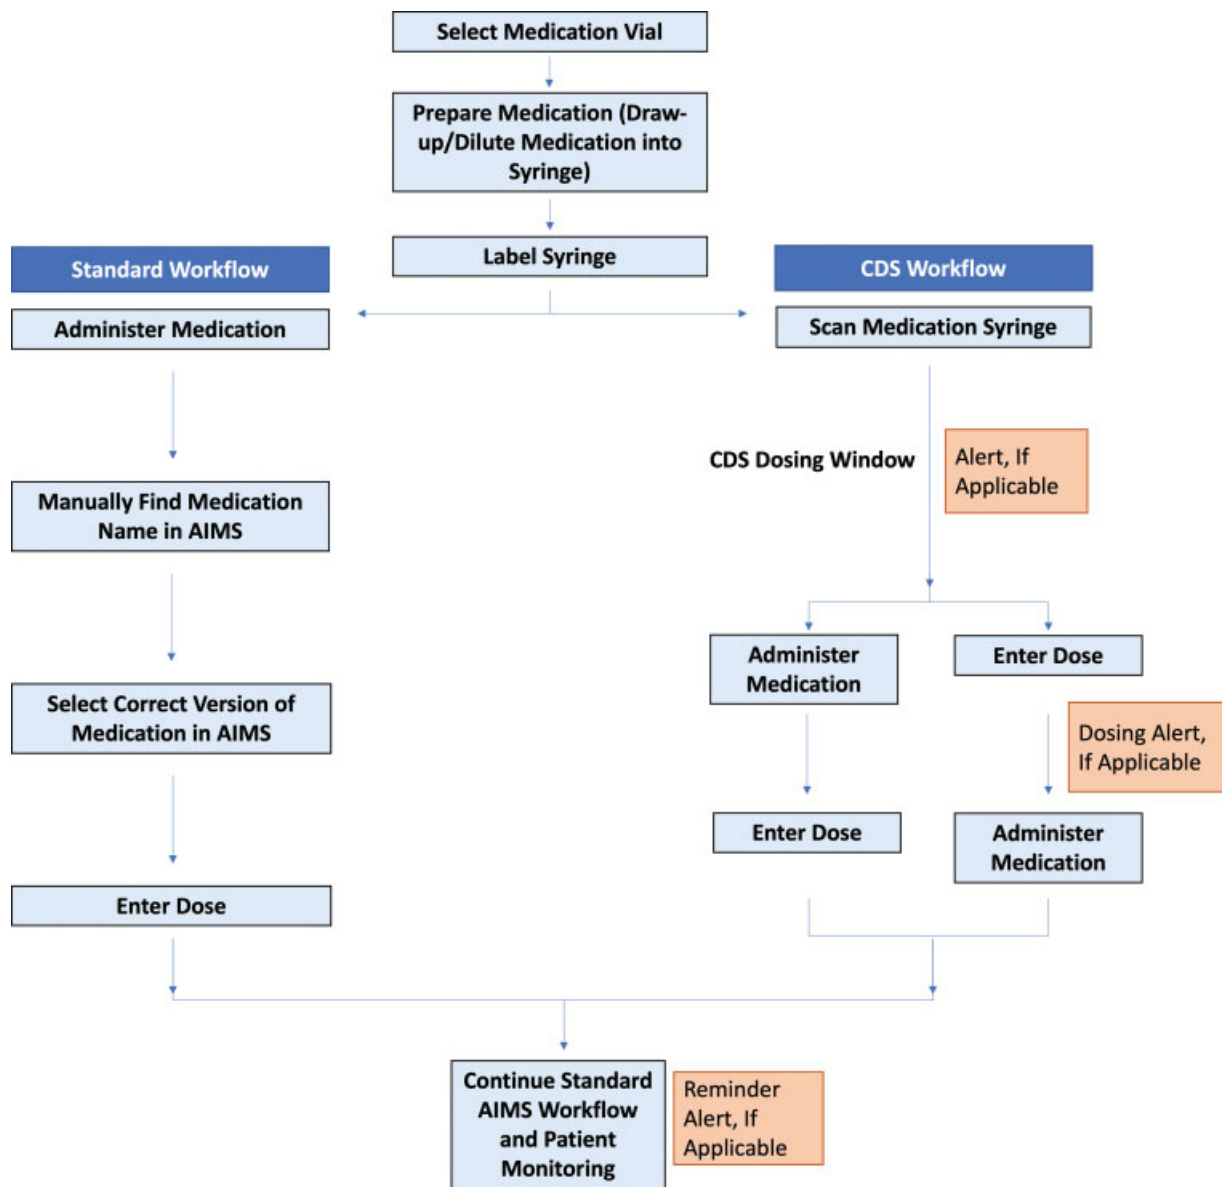 Select Medication Vial
Prepare Medication (Draw-
up/Dilute Medication into
Syringe)
Label Syringe
Standard Workflow
Administer Medication
Manually Find Medication
Name in AIMS
Select Correct Version of
Medication in AIMS
Enter Dose
CDS Workflow
Scan Medication Syringe
CDS Dosing Window
Alert, If
Applicable
Administer
Medication
Enter Dose
Enter Dose
Dosing Alert,
If Applicable
Administer
Medication
Continue Standard
AIMS Workflow
and Patient
Monitoring
Reminder
Alert, If
Applicable